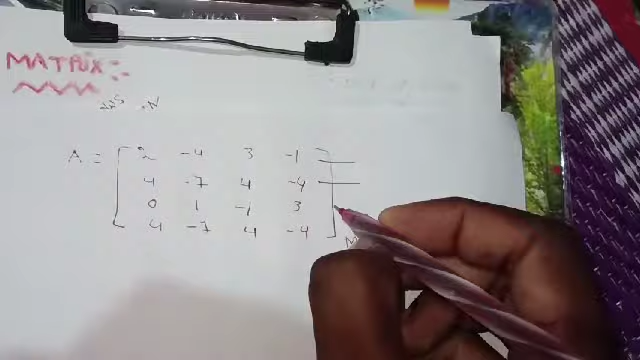 MATRIX:-
A = [ 2 -4 3 -1 ]
4 -7 4 -4
0 1 -1 3
4 -7 4 -4
M